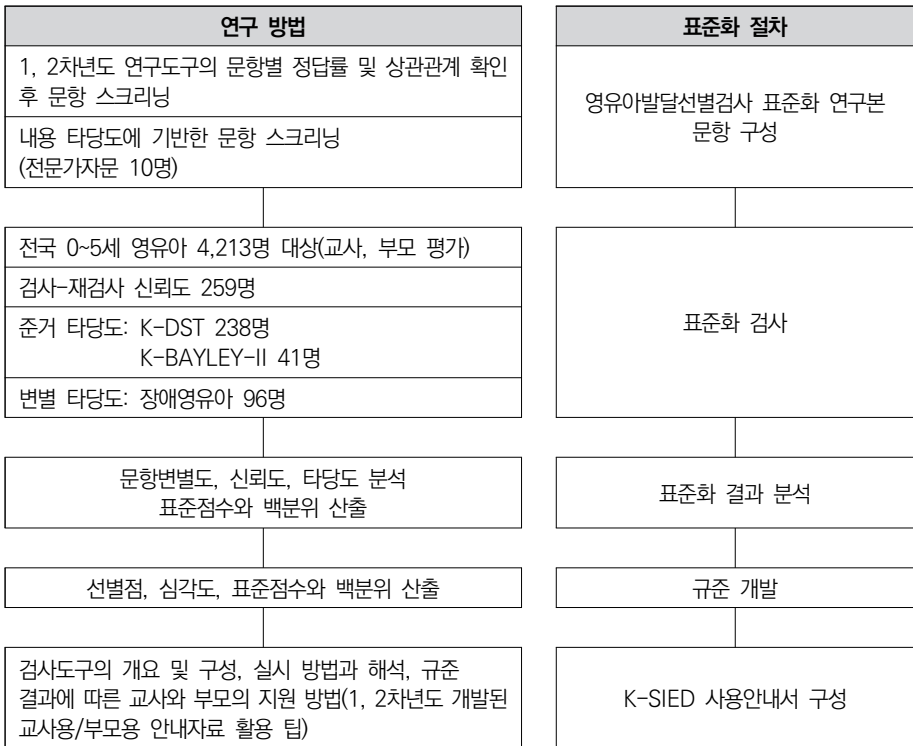 연구 방법
표준화 절차
1, 2차년도 연구도구의 문항별 정답률 및 상관관계 확인
후 문항 스크리닝
내용 타당도에 기반한 문항 스크리닝
(전문가자문 10명)
영유아발달선별검사 표준화 연구본
문항 구성
전국 0~5세 영유아 4,213명 대상(교사, 부모 평가)
검사-재검사 신뢰도 259명
준거 타당도: K-DST 238명
K-BAYLEY-II 41명
변별 타당도: 장애영유아 96명
표준화 검사
문항변별도, 신뢰도, 타당도 분석
표준점수와 백분위 산출
표준화 결과 분석
선별점, 심각도, 표준점수와 백분위 산출
규준 개발
검사도구의 개요 및 구성, 실시 방법과 해석, 규준
결과에 따른 교사와 부모의 지원 방법(1, 2차년도 개발된
교사용/부모용 안내자료 활용 팁)
K-SIED 사용안내서 구성